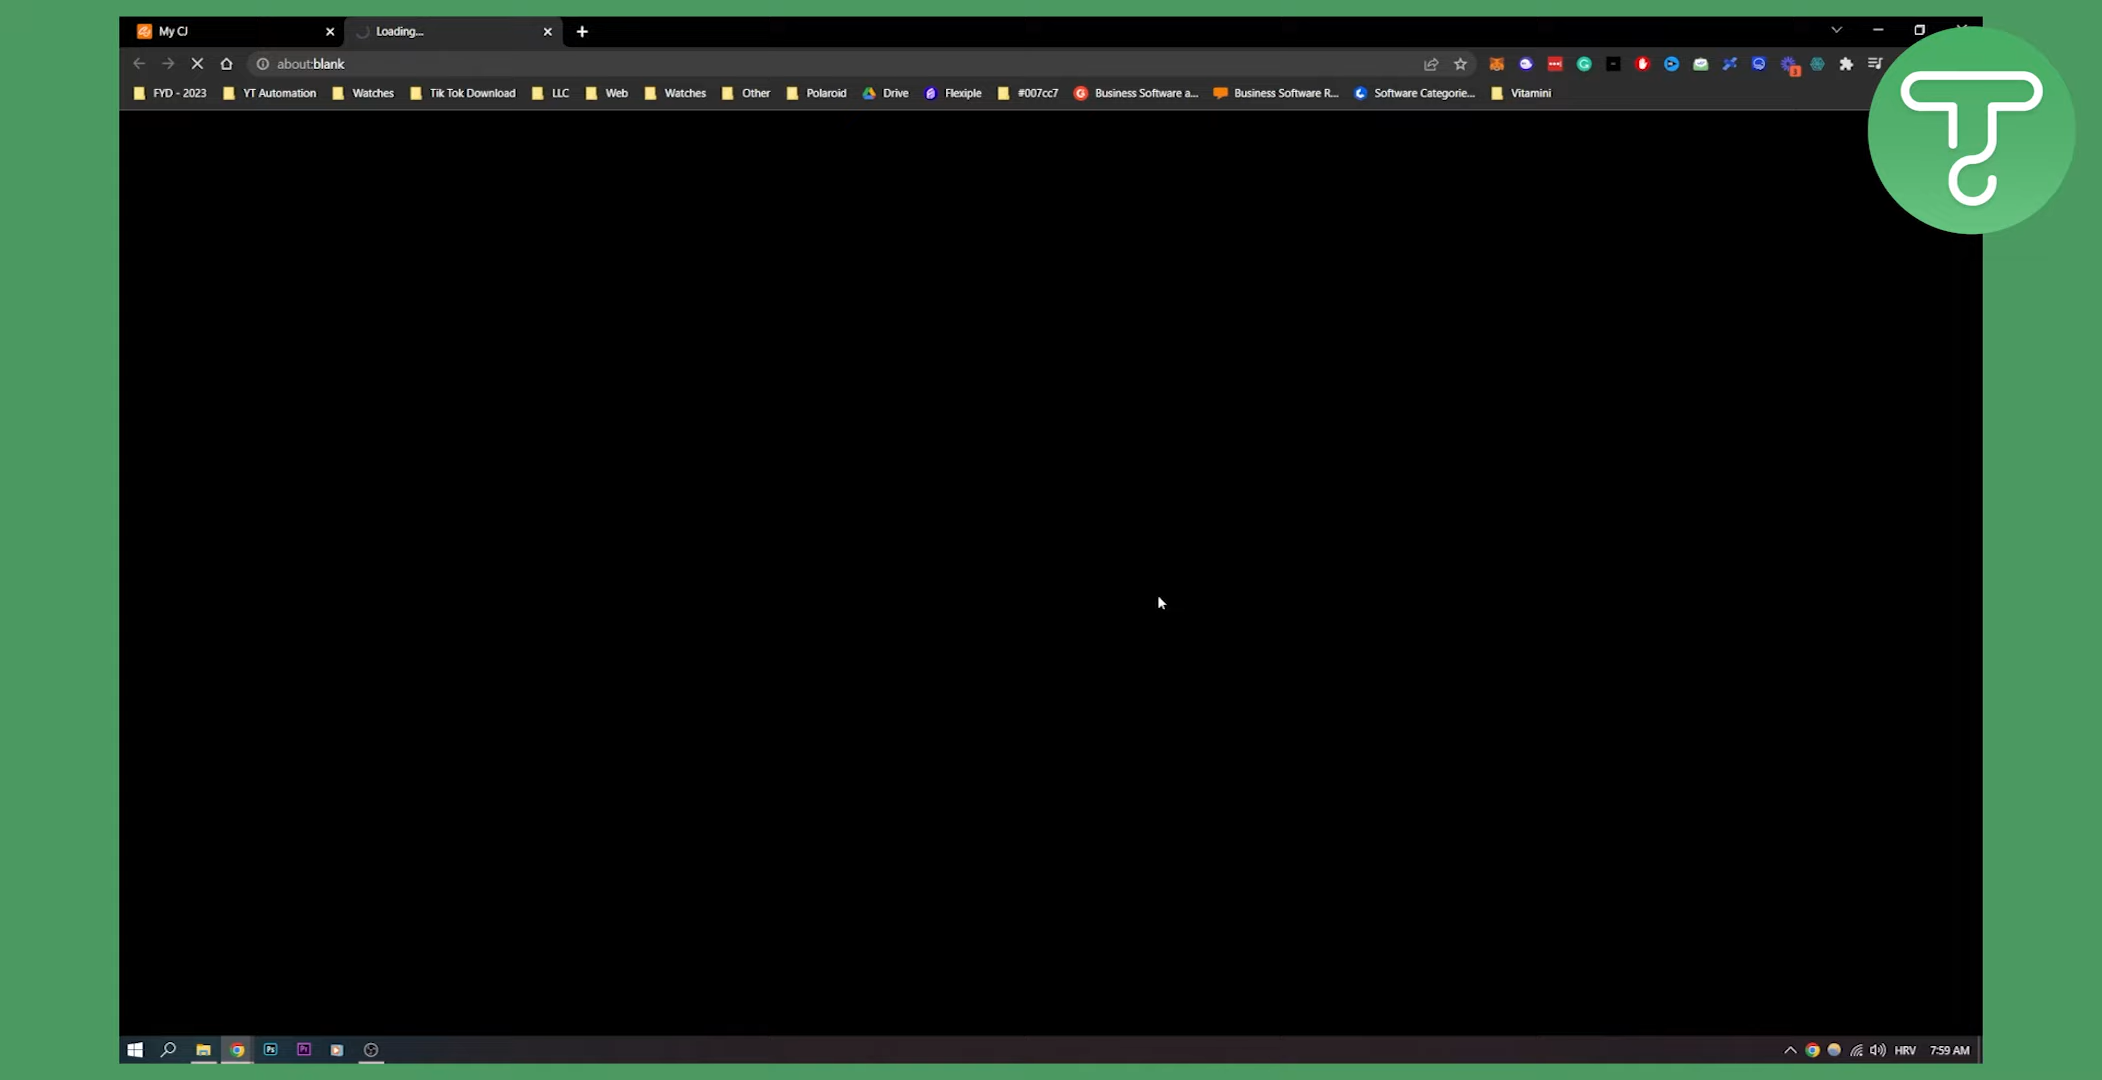 My CJ
Loading...
about:blank
FYD - 2023 YT Automation Watches Tik Tok Download LLC Web Watches Other Polaroid Drive Flexiple #007cc7 Business Software a... Business Software R... Software Categorie... Vitamini
HRV 7:59 AM